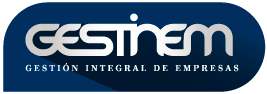 GESTINEM
GESTIÓN INTEGRAL DE EMPRESAS